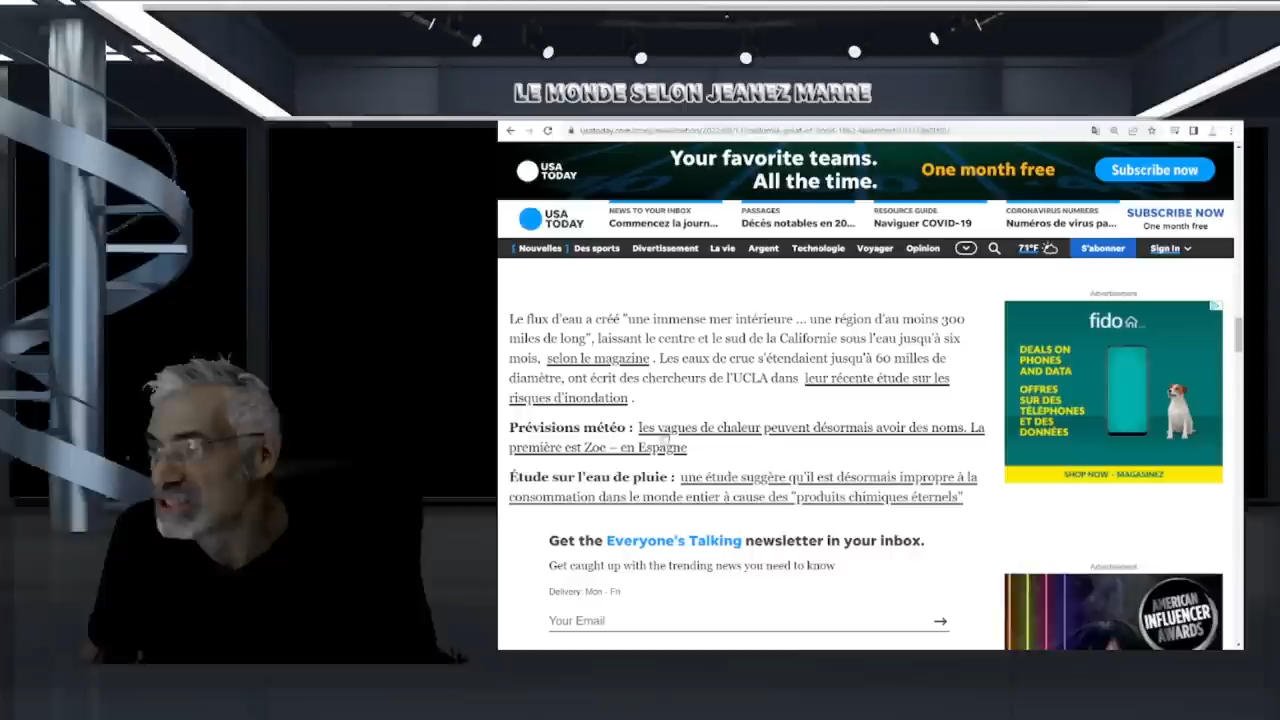 LE MONDE SELON JEANEZ MARRE
USA
TODAY
Your favorite teams.
All the time.
One month free
Subscribe now
USA
TODAY
NEWS TO YOUR INBOX
Commencez la journ...
PASSAGES
Décès notables en 20...
RESOURCE GUIDE
Naviguer COVID-19
CORONAVIRUS NUMBERS
Numéros de virus pa...
SUBSCRIBE NOW
One month free
[ Nouvelles ] Des sports Divertissement La vie Argent Technologie Voyager Opinion 71°F S'abonner Sign In
Le flux d'eau a créé "une immense mer intérieure ... une région d'au moins 300
miles de long", laissant le centre et le sud de la Californie sous l'eau jusqu'à six
mois, selon le magazine . Les eaux de crue s'étendaient jusqu'à 60 milles de
diamètre, ont écrit des chercheurs de l'UCLA dans leur récente étude sur les
risques d'inondation .
Prévisions météo : les vagues de chaleur peuvent désormais avoir des noms. La
première est Zoe – en Espagne
Étude sur l'eau de pluie : une étude suggère qu'il est désormais impropre à la
consommation dans le monde entier à cause des "produits chimiques éternels"
Get the Everyone's Talking newsletter in your inbox.
Get caught up with the trending news you need to know
Delivery: Mon - Fri
Your Email
Advertisement
fido
DEALS ON
PHONES
AND DATA
OFFRES
SUR DES
TÉLÉPHONES
ET DES
DONNÉES
SHOP NOW - MAGASINEZ
Advertisement
AMERICAN
INFLUENCER
AWARDS